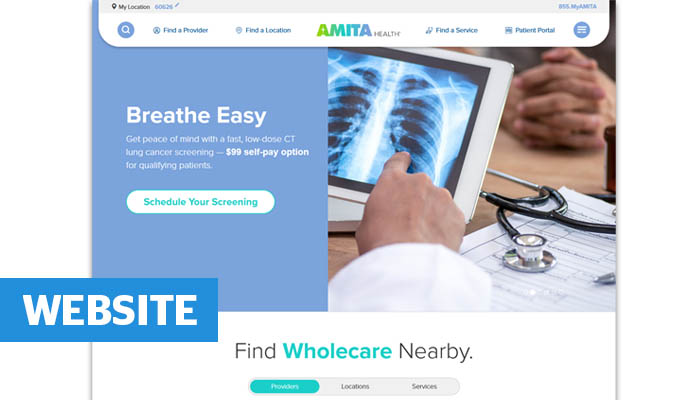 My Location 60626
855.MyAMITA
Find a Provider
Find a Location
AMITA HEALTH
Find a Service
Patient Portal
Breathe Easy
Get peace of mind with a fast, low-dose CT
lung cancer screening — $99 self-pay option
for qualifying patients.
Schedule Your Screening
WEBSITE
Find Wholecare Nearby.
Providers
Locations
Services